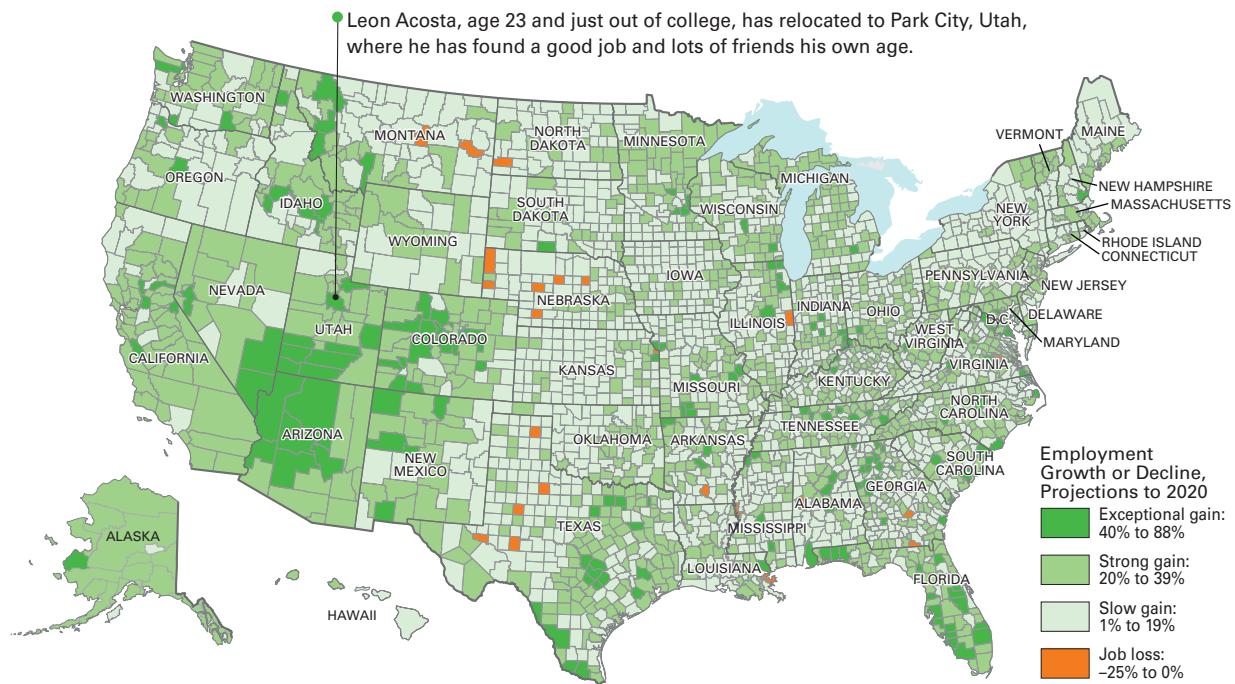 Leon Acosta, age 23 and just out of college, has relocated to Park City, Utah,
where he has found a good job and lots of friends his own age.
WASHINGTON
MONTANA
NORTH
DAKOTA
MINNESOTA
VERMONT
MAINE
OREGON
IDAHO
SOUTH
DAKOTA
WISCONSIN
MICHIGAN
NEW HAMPSHIRE
MASSACHUSETTS
NEW
YORK
RHODE ISLAND
CONNECTICUT
WYOMING
IOWA
PENNSYLVANIA
NEW JERSEY
NEVADA
NEBRASKA
ILLINOIS
INDIANA
OHIO
DELAWARE
D.C.
MARYLAND
UTAH
COLORADO
WEST
VIRGINIA
CALIFORNIA
KANSAS
MISSOURI
KENTUCKY
VIRGINIA
NORTH
CAROLINA
ARIZONA
NEW
MEXICO
OKLAHOMA
ARKANSAS
TENNESSEE
SOUTH
CAROLINA
GEORGIA
ALABAMA
MISSISSIPPI
TEXAS
LOUISIANA
FLORIDA
ALASKA
HAWAII
Employment
Growth or Decline,
Projections to 2020
Exceptional gain:
40% to 88%
Strong gain:
20% to 39%
Slow gain:
1% to 19%
Job loss:
–25% to 0%